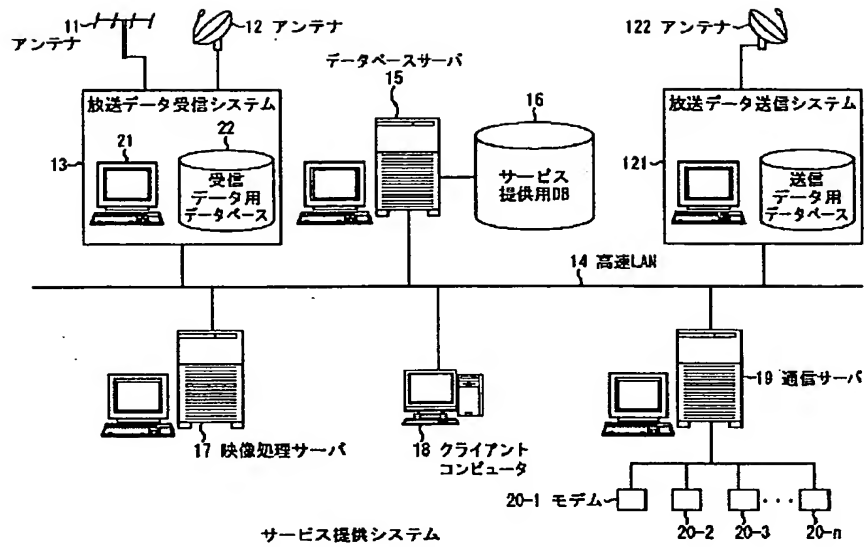 11
アンテナ
12 アンテナ
122 アンテナ
データベースサーバ
15
放送データ受信システム
21
22
13
受信
データ用
データベース
16
サービス
提供用DB
放送データ送信システム
121
送信
データ用
データベース
14 高速LAN
17 映像処理サーバ
18 クライアント
コンピュータ
19 通信サーバ
20-1 モデム
20-2
20-3
···
20-n
サービス提供システム